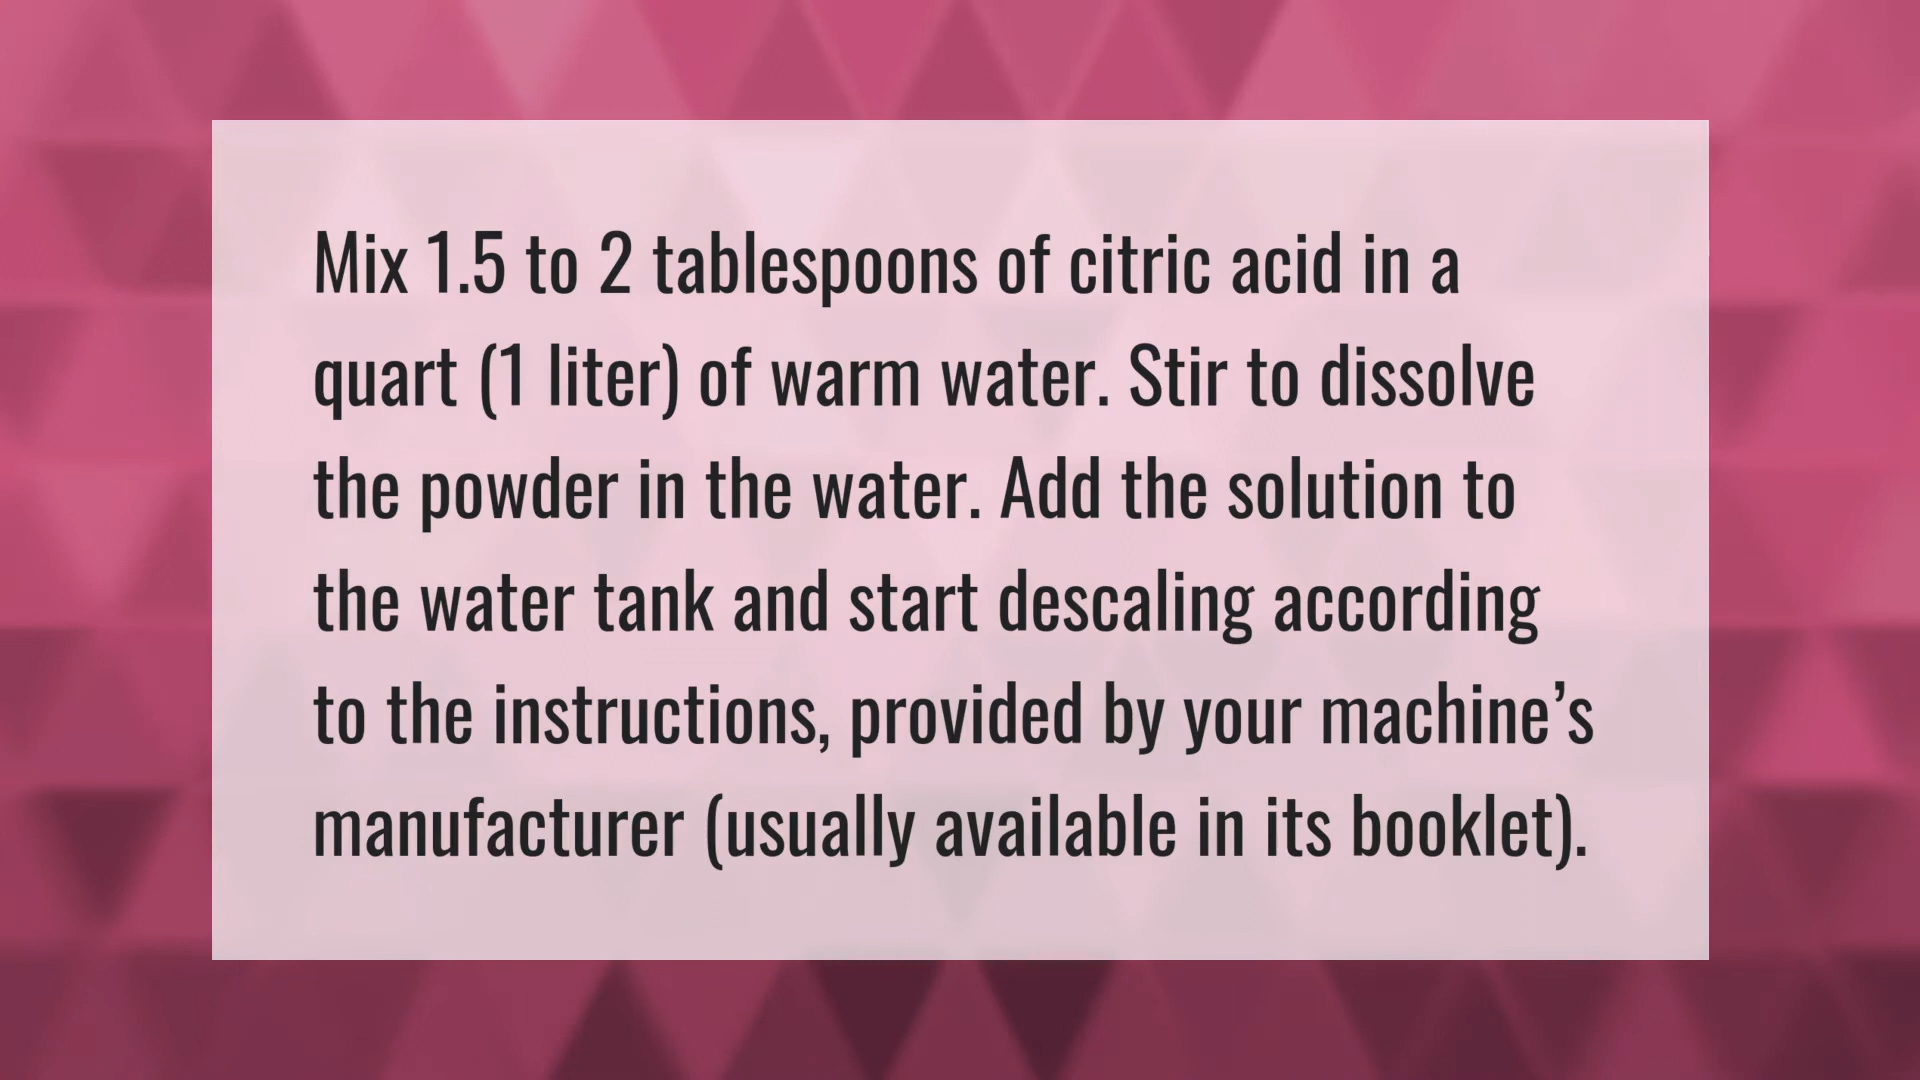 Mix 1.5 to 2 tablespoons of citric acid in a
quart (1 liter) of warm water. Stir to dissolve
the powder in the water. Add the solution to
the water tank and start descaling according
to the instructions, provided by your machine’s
manufacturer (usually available in its booklet).